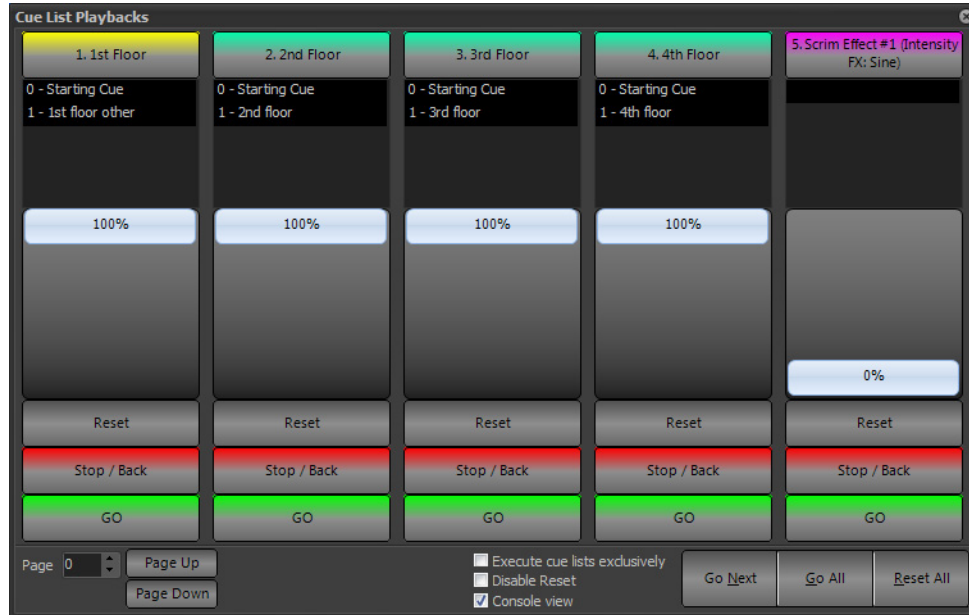 Cue List Playbacks
1. 1st Floor
2. 2nd Floor
3. 3rd Floor
4. 4th Floor
5. Scrim Effect #1 (Intensity
FX: Sine)
0 - Starting Cue
1 - 1st floor other
0 - Starting Cue
1 - 2nd floor
0 - Starting Cue
1 - 3rd floor
0 - Starting Cue
1 - 4th floor
100%
100%
100%
100%
0%
Reset
Reset
Reset
Reset
Reset
Stop / Back
Stop / Back
Stop / Back
Stop / Back
Stop / Back
GO
GO
GO
GO
GO
Page 0
Page Up
Page Down
Execute cue lists exclusively
Disable Reset
Console view
Go Next
Go All
Reset All